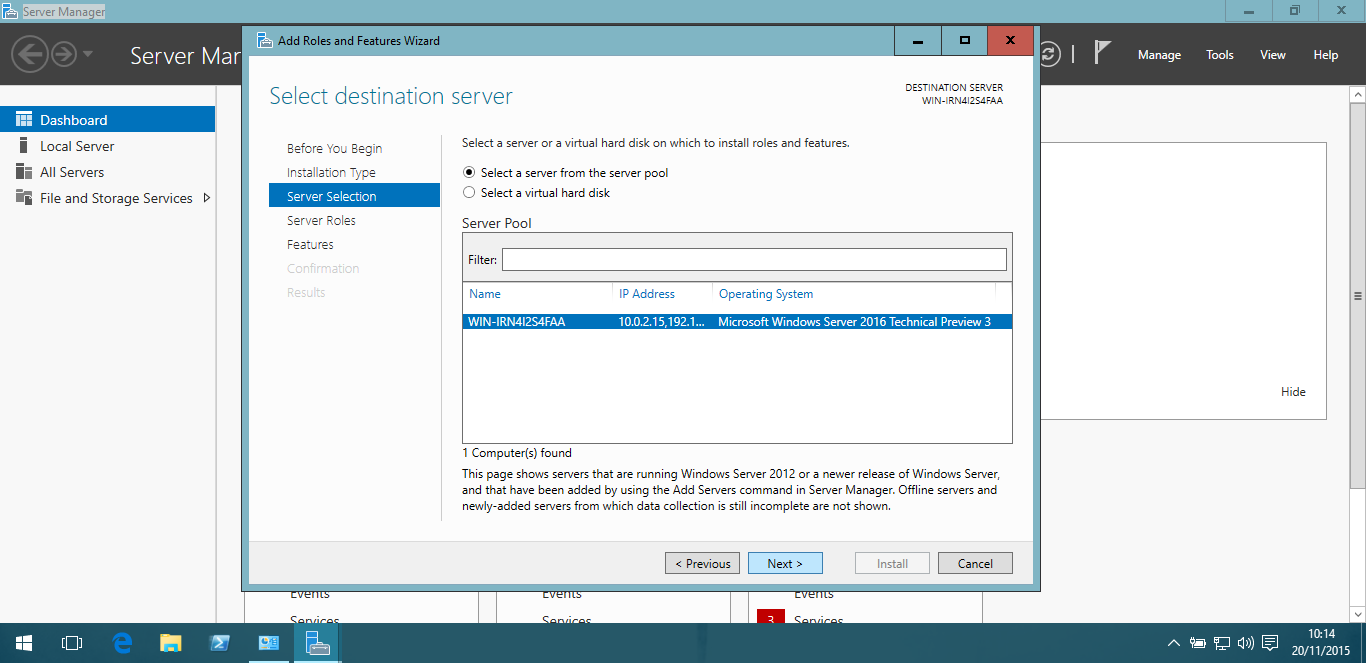 Server Manager
Server Mar
Manage
Tools
View
Help
Dashboard
Local Server
All Servers
File and Storage Services
Add Roles and Features Wizard
Select destination server
DESTINATION SERVER
WIN-IRN4I2S4FAA
Before You Begin
Installation Type
Server Selection
Server Roles
Features
Confirmation
Results
Select a server or a virtual hard disk on which to install roles and features.
Select a server from the server pool
Select a virtual hard disk
Server Pool
Filter:
Name IP Address Operating System
WIN-IRN4I2S4FAA 10.0.2.15,192.1... Microsoft Windows Server 2016 Technical Preview 3
1 Computer(s) found
This page shows servers that are running Windows Server 2012 or a newer release of Windows Server,
and that have been added by using the Add Servers command in Server Manager. Offline servers and
newly-added servers from which data collection is still incomplete are not shown.
< Previous
Next >
Install
Cancel
Hide
Events
Events
Events
Services
Services
3 Services
10:14
20/11/2015